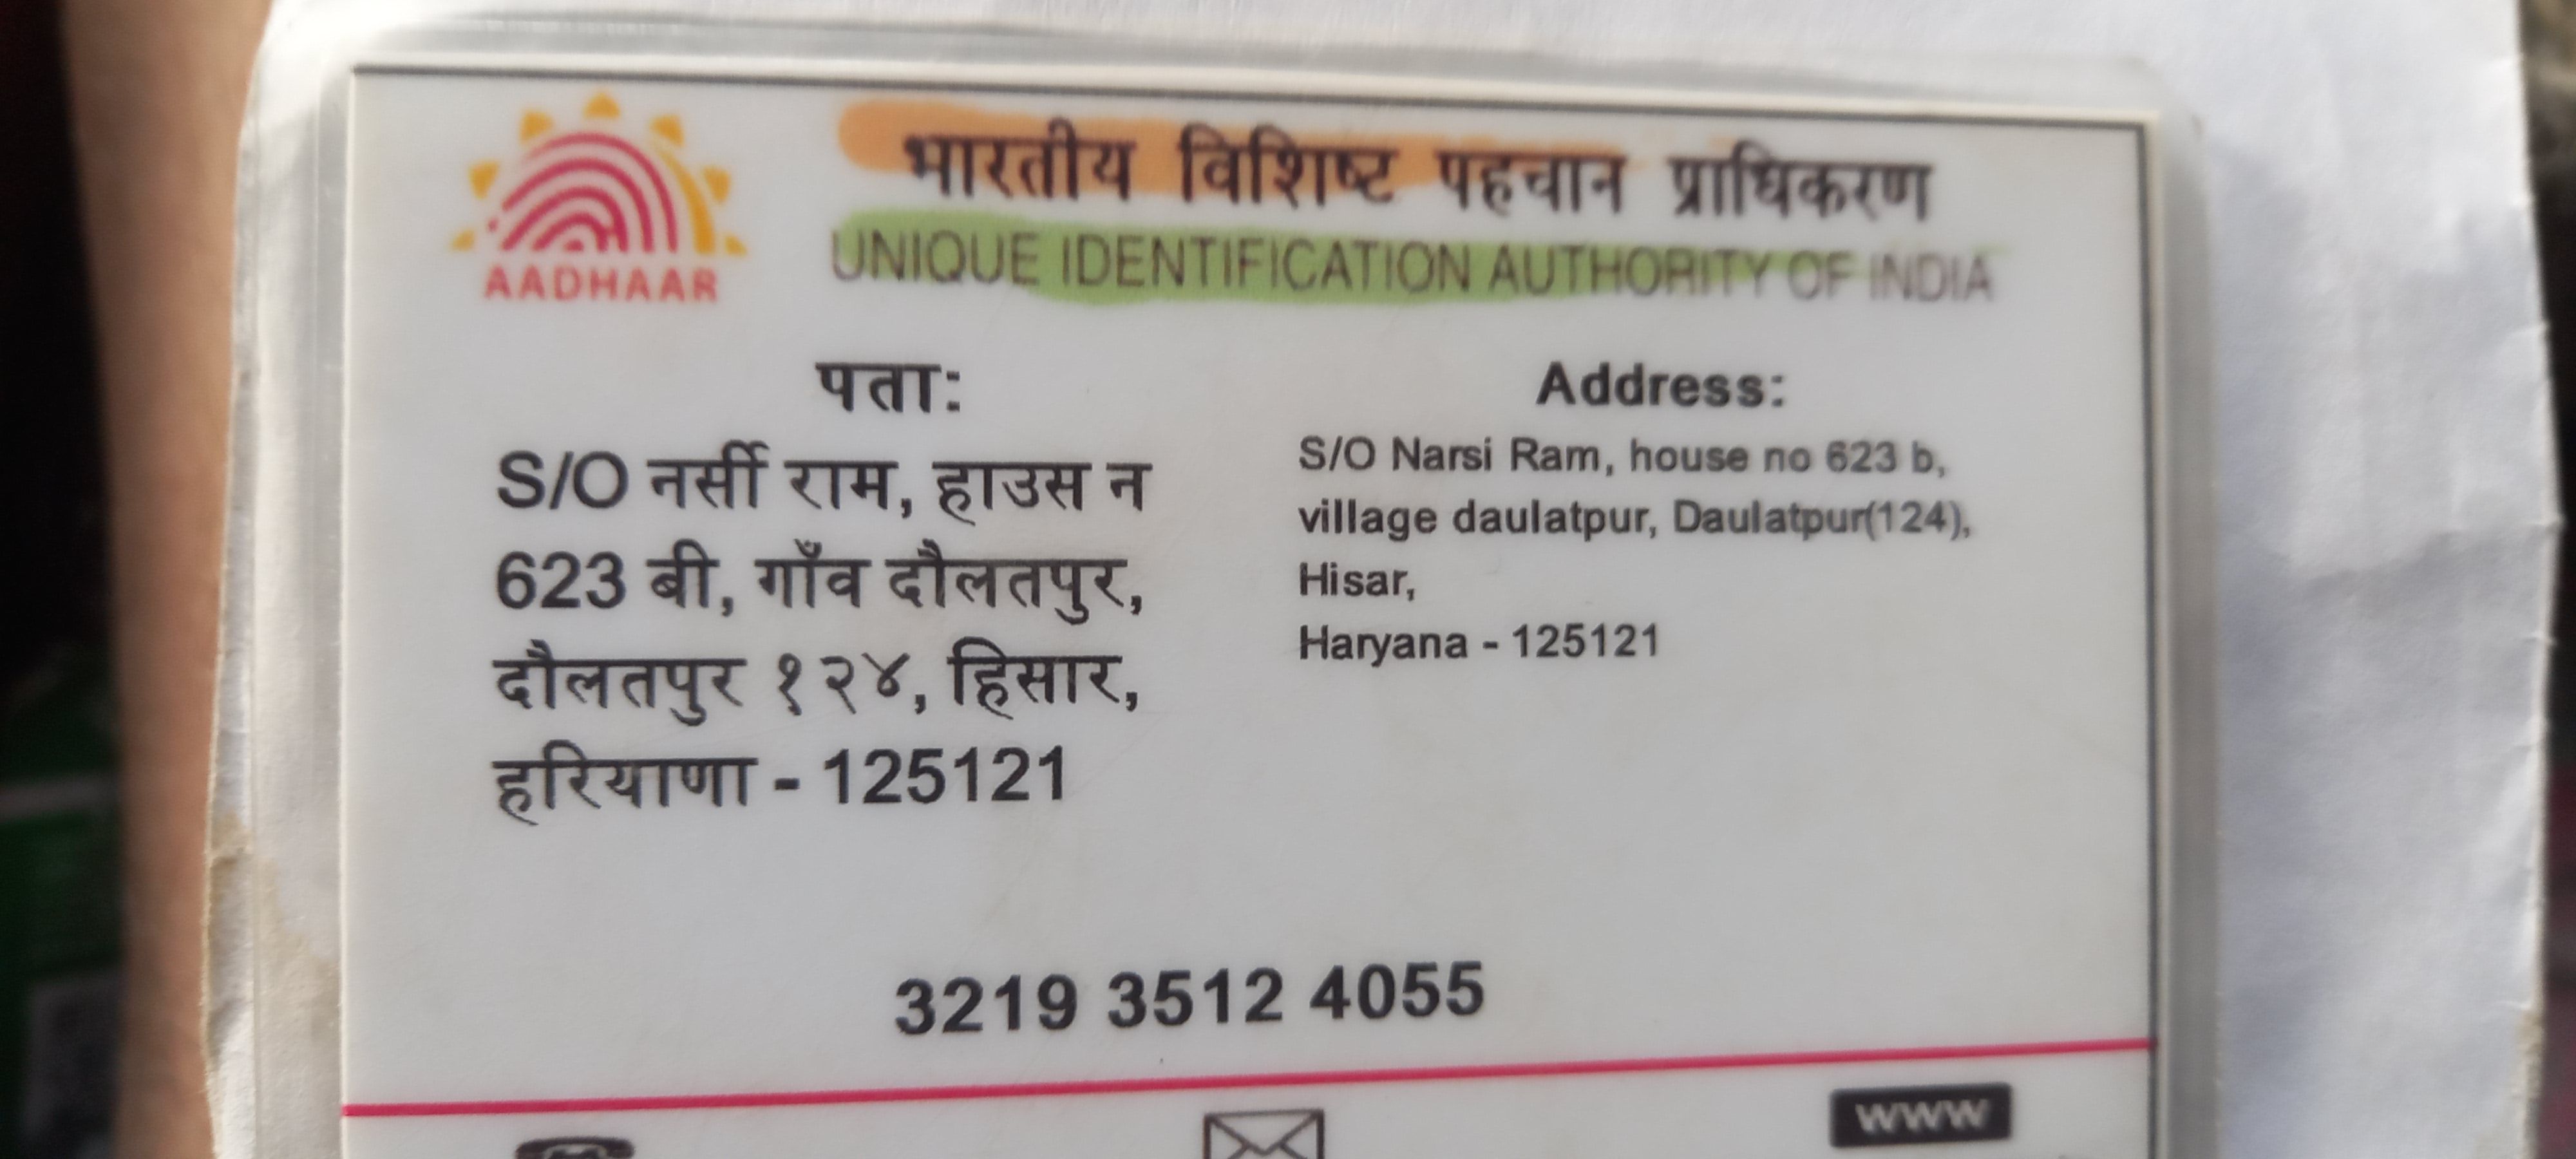 भारतीय विशिष्ट पहचान प्राधिकरण
UNIQUE IDENTIFICATION AUTHORITY OF INDIA
AADHAAR
पता:
S/O नर्सी राम, हाउस न
623 बी, गाँव दौलतपुर,
दौलतपुर १२४, हिसार,
हरियाणा - 125121
Address:
S/O Narsi Ram, house no 623 b,
village daulatpur, Daulatpur(124),
Hisar,
Haryana - 125121
3219 3512 4055
www